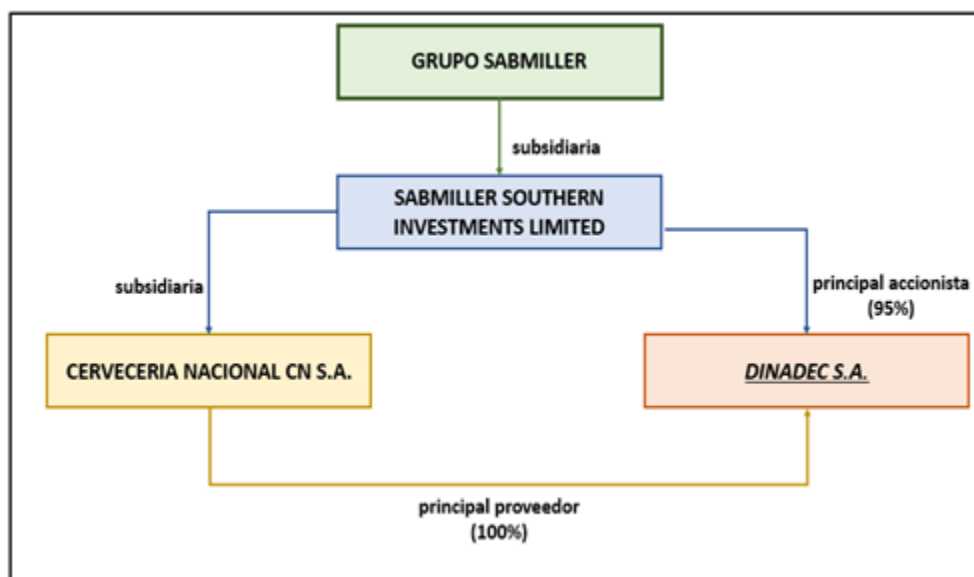 GRUPO SABMILLER
subsidiaria
SABMILLER SOUTHERN
INVESTMENTS LIMITED
subsidiaria
principal accionista
(95%)
CERVECERIA NACIONAL CN S.A.
DINADEC S.A.
principal proveedor
(100%)